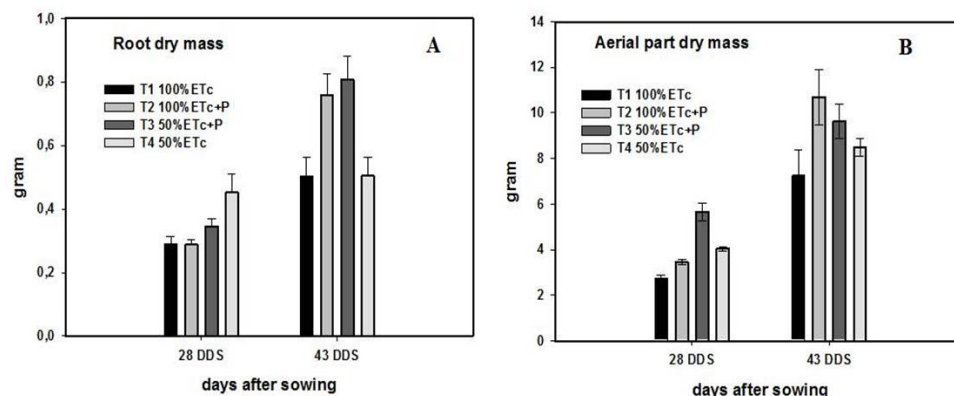 Root dry mass
A
T1 100%ETc
T2 100%ETc+P
T3 50%ETc+P
T4 50%ETc
gram
1,0
0,8
0,6
0,4
0,2
0,0
28 DDS
43 DDS
days after sowing
Aerial part dry mass
B
T1 100%ETc
T2 100%ETc+P
T3 50%ETc+P
T4 50%ETc
gram
14
12
10
8
6
4
2
0
28 DDS
43 DDS
days after sowing